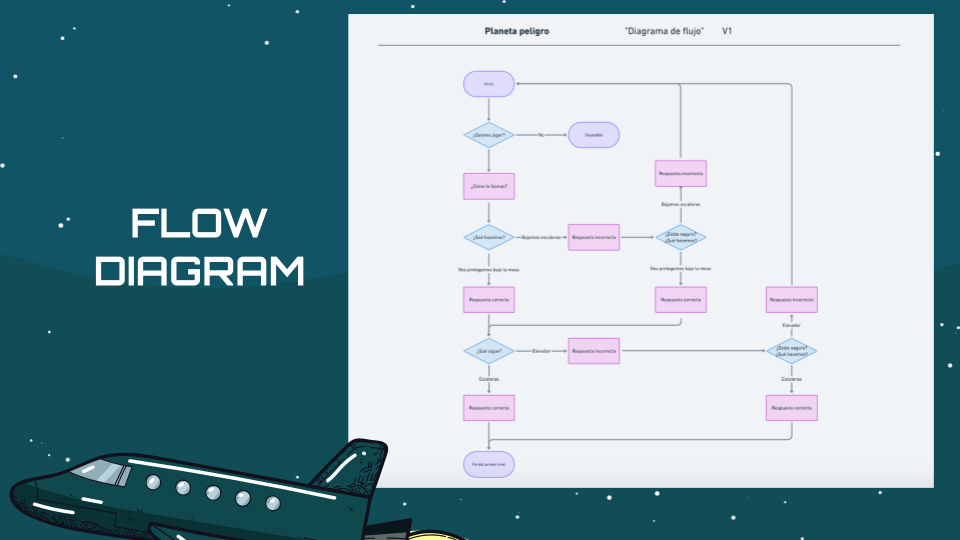 Planeta peligro "Diagrama de flujo" V1
FLOW
DIAGRAM
Inicio
¿Quieres jugar?
No
Despedida
¿Cómo te llamas?
Respuesta incorrecta
Bajamos escaleras
¿Qué hacemos?
Bajamos escaleras
Respuesta incorrecta
¿Estás seguro?
¿Qué hacemos?
Nos protegemos bajo la mesa
Nos protegemos bajo la mesa
Respuesta correcta
Respuesta correcta
Respuesta incorrecta
Elevador
¿Qué sigue?
Elevador
Respuesta incorrecta
¿Estás seguro?
¿Qué hacemos?
Escaleras
Escaleras
Respuesta correcta
Respuesta correcta
Fin del primer nivel